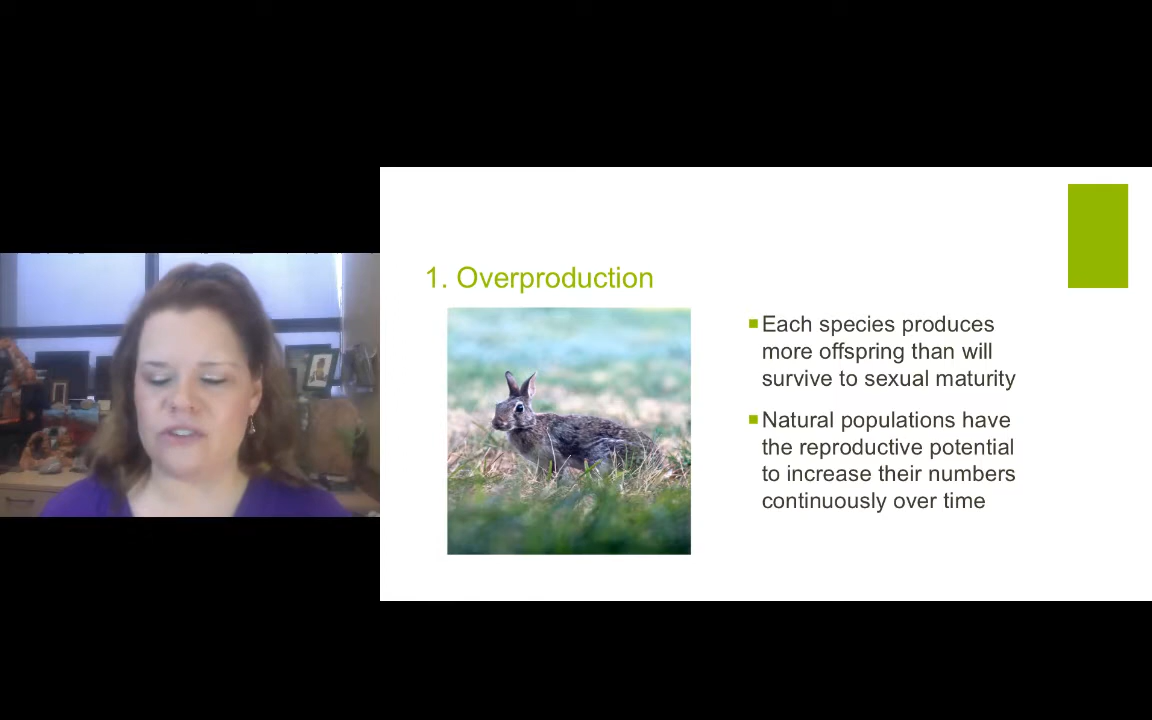 1. Overproduction
Each species produces
more offspring than will
survive to sexual maturity
Natural populations have
the reproductive potential
to increase their numbers
continuously over time